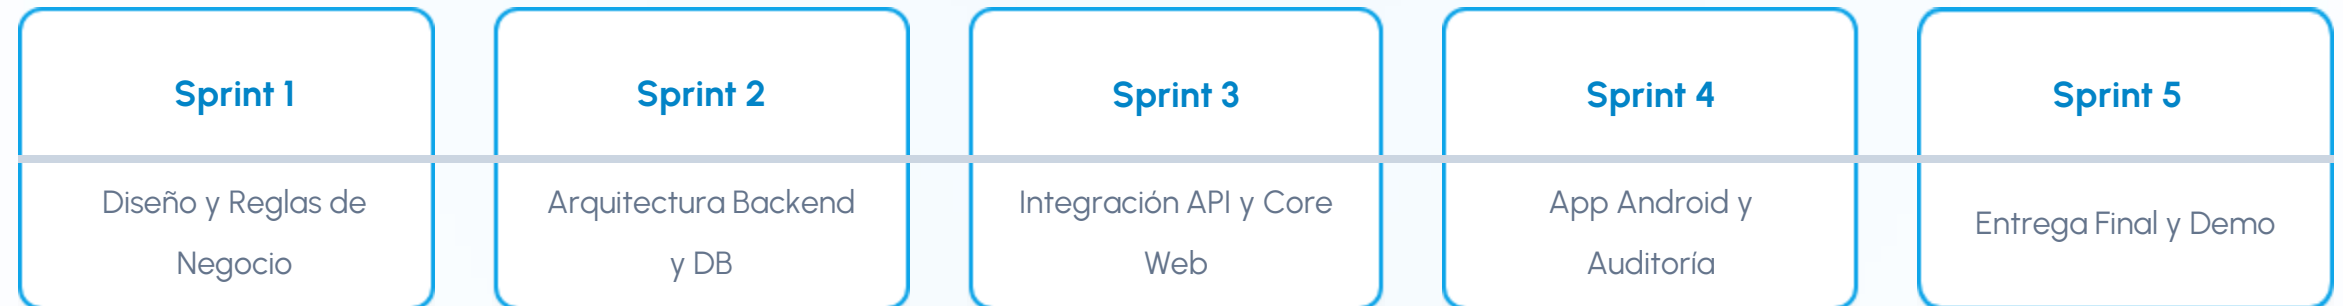 Sprint 1
Diseño y Reglas de
Negocio
Sprint 2
Arquitectura Backend
y DB
Sprint 3
Integración API y Core
Web
Sprint 4
App Android y
Auditoría
Sprint 5
Entrega Final y Demo